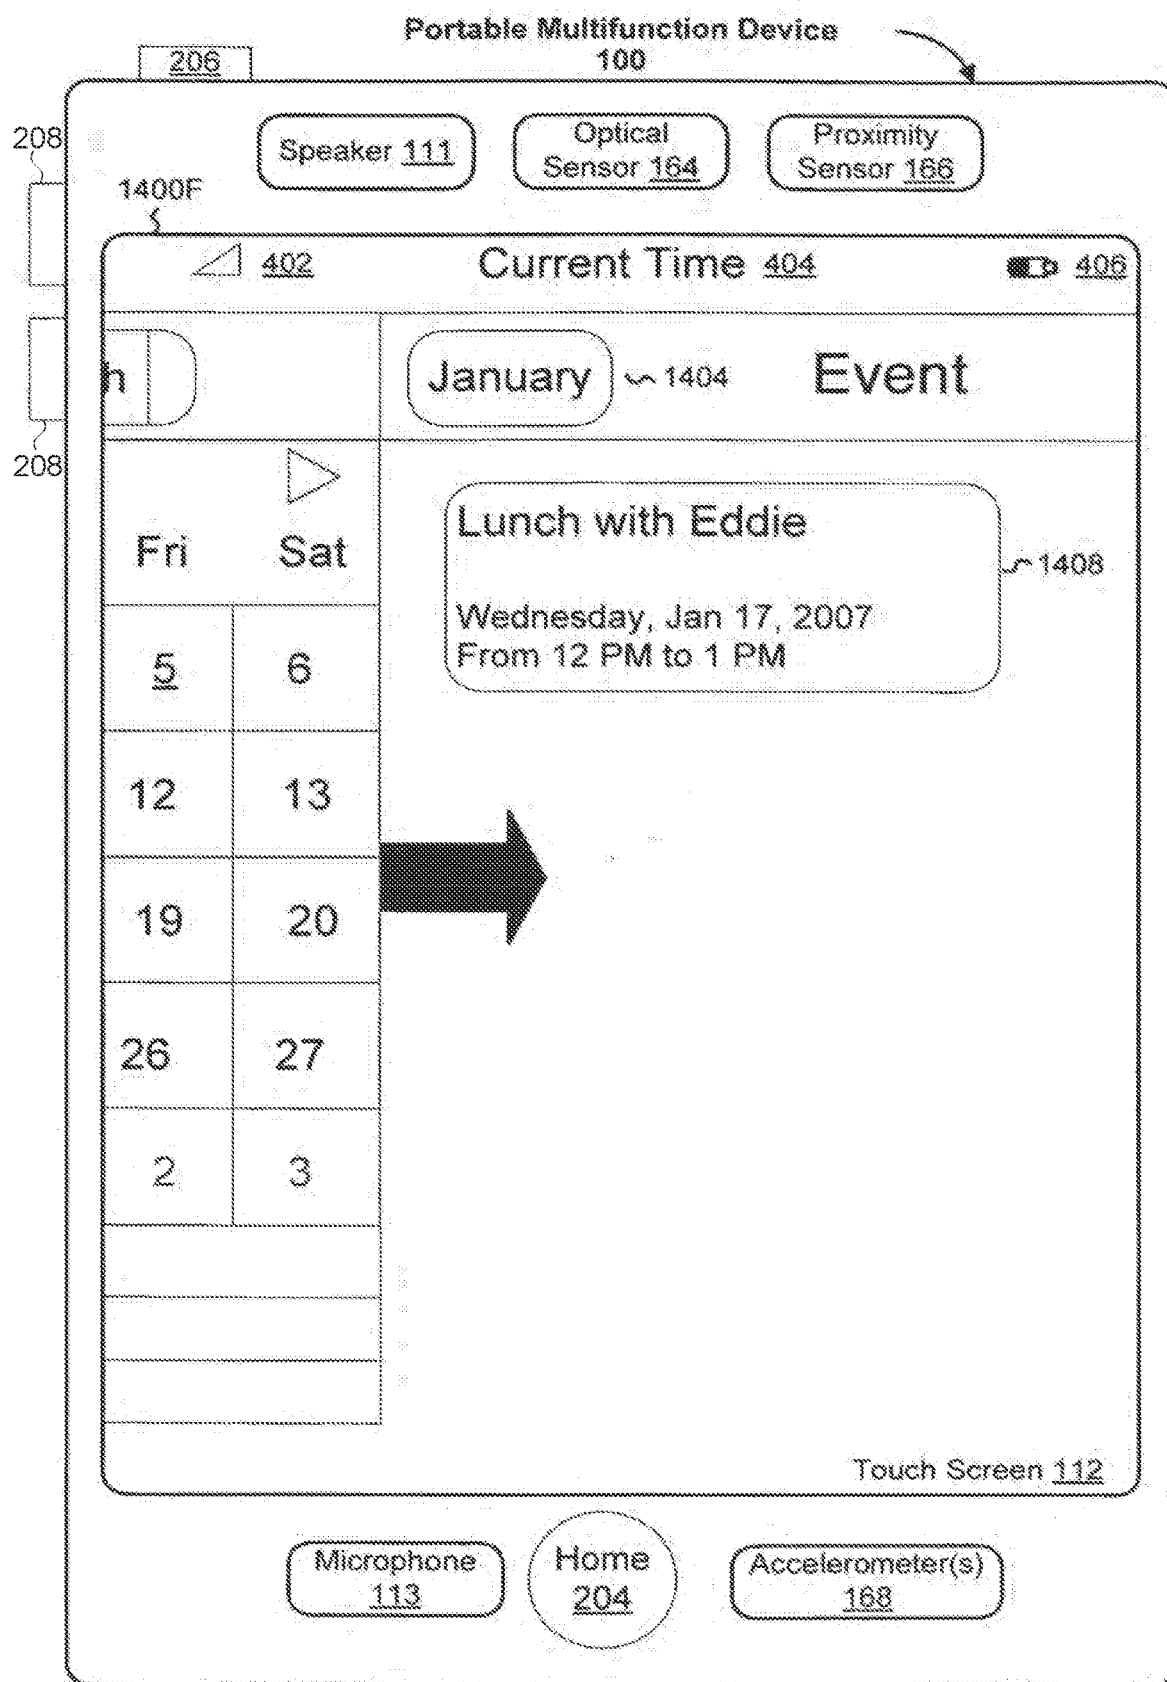 Portable Multifunction Device
100
206
208
Speaker 111
Optical
Sensor 164
Proximity
Sensor 166
1400F
402
Current Time 404
406
h
January
1404
Event
208
Lunch with Eddie
Fri
Sat
1408
Wednesday, Jan 17, 2007
From 12 PM to 1 PM
5
6
12
13
19
20
26
27
2
3
Touch Screen 112
Microphone
113
Home
204
Accelerometer(s)
168